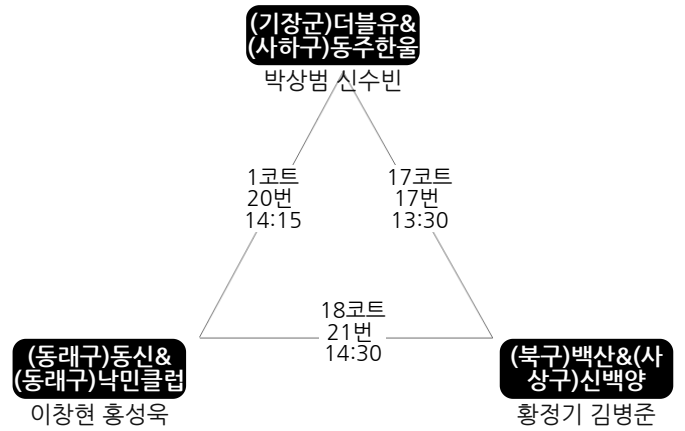 (기장군)더블유&
(사하구)동주한울
박상범 신수빈
1코트
20번
14:15
17코트
17번
13:30
18코트
21번
14:30
(동래구)동신&
(동래구)낙민클럽
이창현 홍성욱
(북구)백산&(사
상구)신백양
황정기 김병준